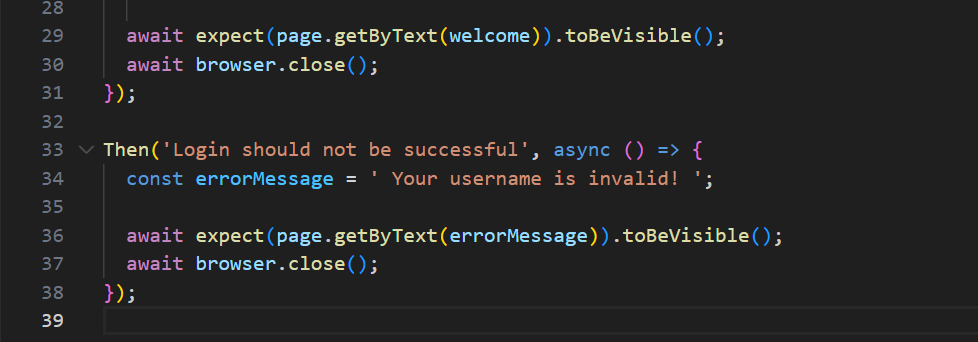 28
29 await expect(page.getByText(welcome)).toBeVisible();
30 await browser.close();
31 });
32
33 Then('Login should not be successful', async () => {
34 const errorMessage = ' Your username is invalid! ';
35
36 await expect(page.getByText(errorMessage)).toBeVisible();
37 await browser.close();
38 });
39